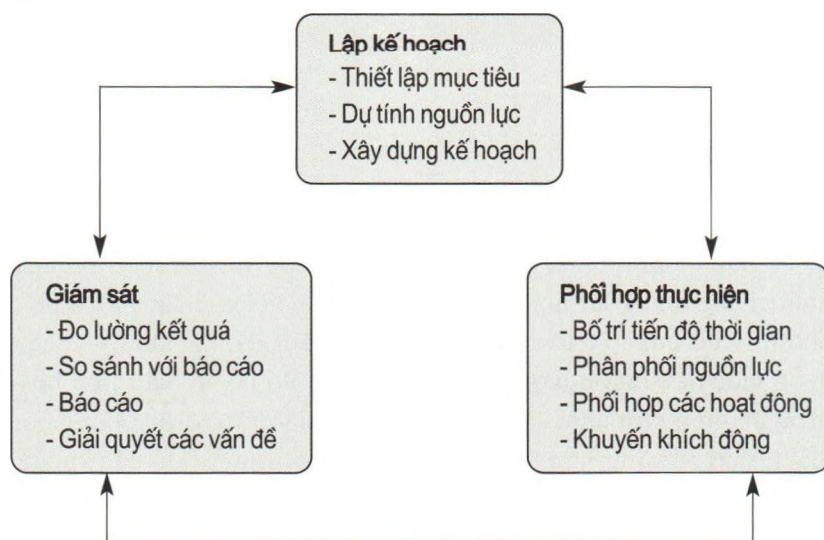 Lập kế hoạch
- Thiết lập mục tiêu
- Dự tính nguồn lực
- Xây dựng kế hoạch
Giám sát
- Đo lường kết quá
- So sánh với báo cáo
- Báo cáo
- Giải quyết các vấn đề
Phối hợp thực hiện
- Bố trí tiến độ thời gian
- Phân phối nguồn lực
- Phối hợp các hoạt động
- Khuyến khích động